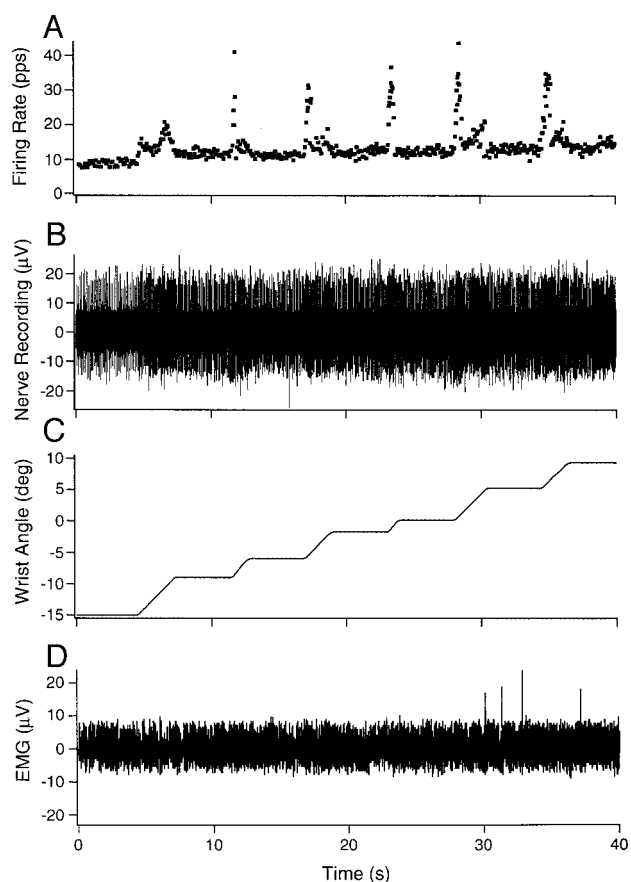 A
Firing Rate (pps)
40
30
20
10
0
B
Nerve Recording (μV)
20
10
0
-10
-20
C
Wrist Angle (deg)
10
5
0
-5
-10
-15
D
EMG (μV)
20
10
0
-10
-20
0 10 20 30 40
Time (s)